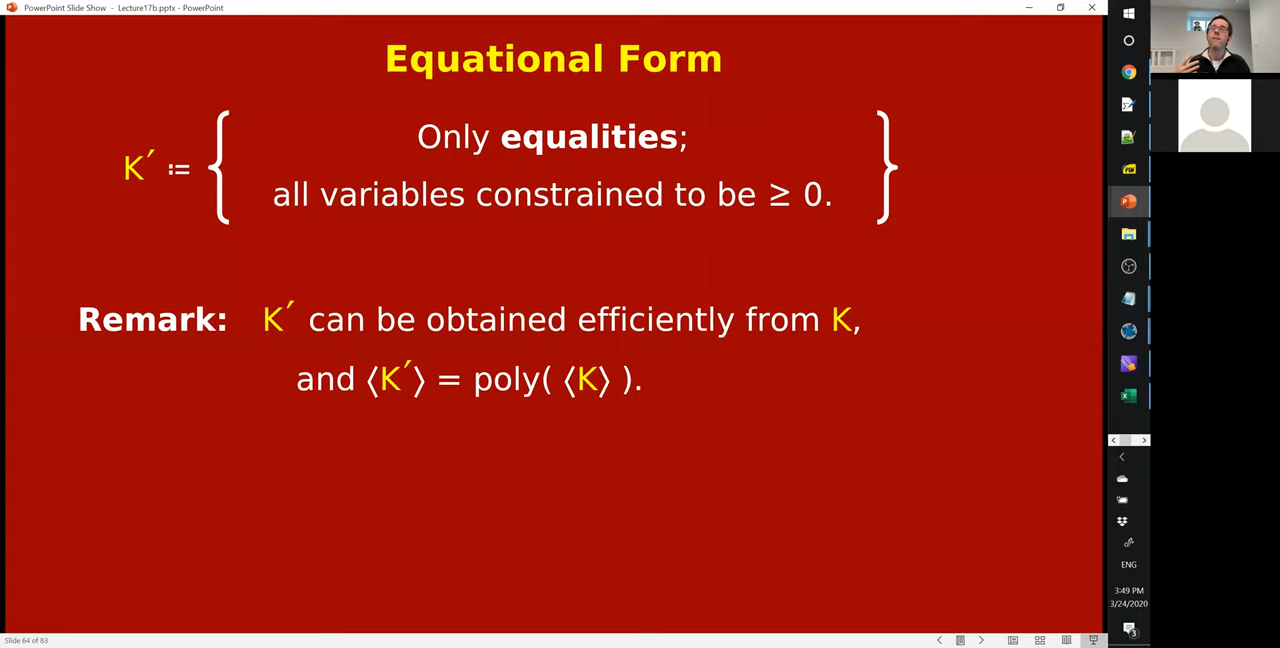 PowerPoint Slide Show - Lecture17b.pptx - PowerPoint
Equational Form
K′ ≔ { Only equalities;
all variables constrained to be ≥ 0. }
Remark: K′ can be obtained efficiently from K,
and ⟨K′⟩ = poly( ⟨K⟩ ).
ENG
3:49 PM
3/24/2020
3
Slide 64 of 83